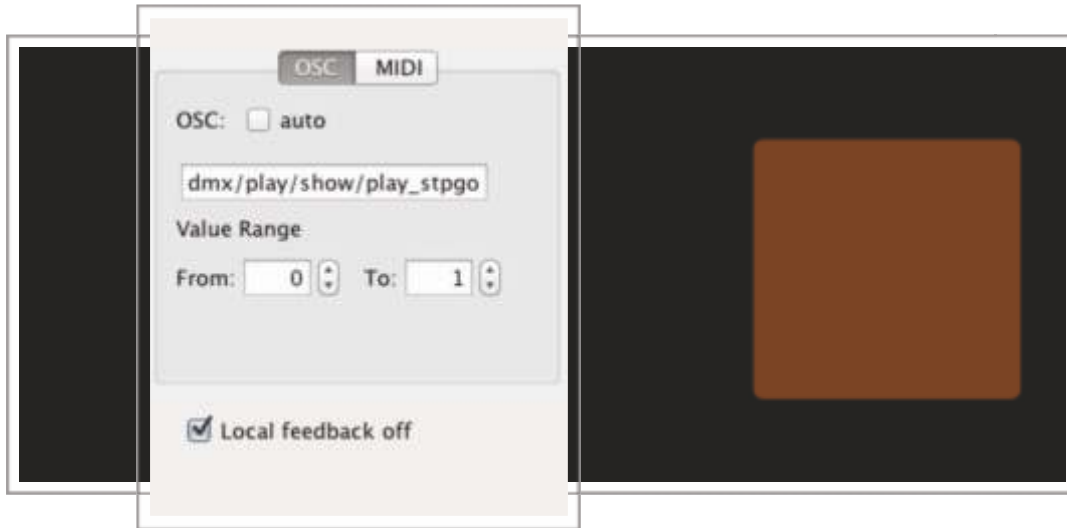 OSC MIDI
OSC: auto
dmx/play/show/play_stpgo
Value Range
From: 0 To: 1
Local feedback off